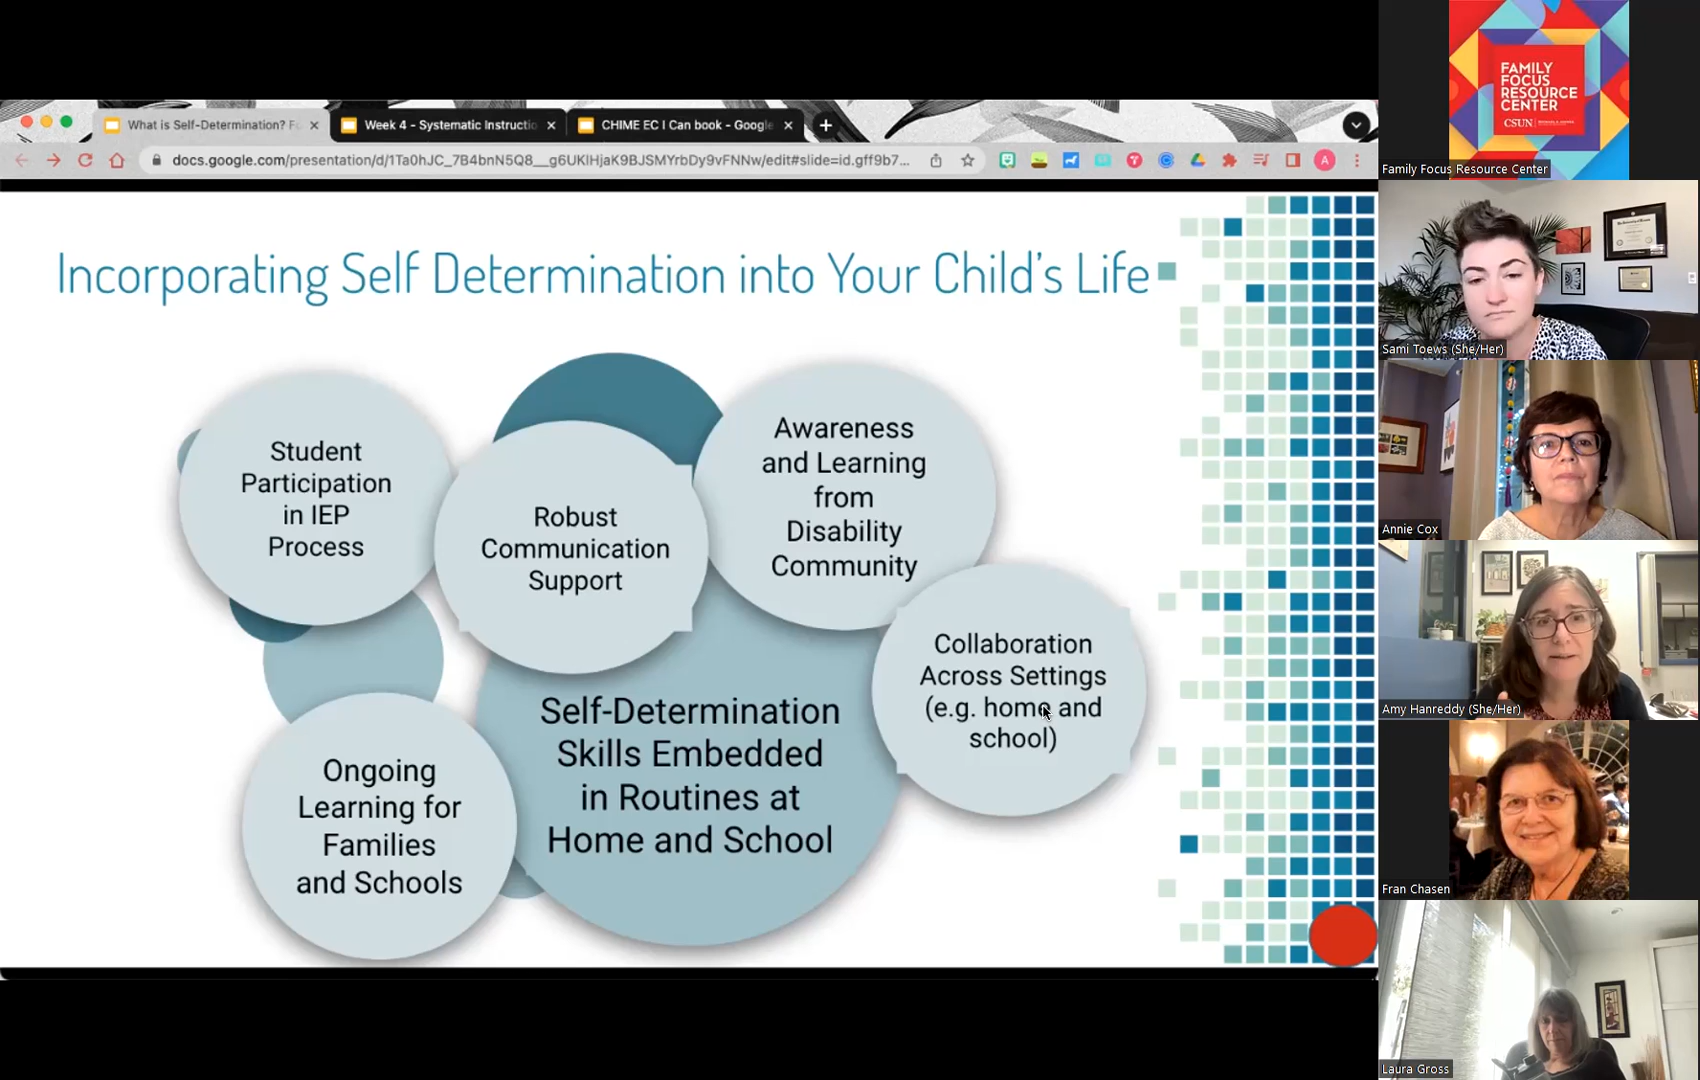 What is Self-Determination? F
Week 4 - Systematic Instructio
CHIME EC I Can book - Google
docs.google.com/presentation/d/1Ta0hJC_7B4bnN5Q8__g6UKlHjaK9BJSMYrbDy9vFNNw/edit#slide=id.gff9b7...
A
Incorporating Self Determination into Your Child's Life
Student
Participation
in IEP
Process
Robust
Communication
Support
Awareness
and Learning
from
Disability
Community
Collaboration
Across Settings
(e.g. home and
school)
Ongoing
Learning for
Families
and Schools
Self-Determination
Skills Embedded
in Routines at
Home and School
FAMILY
FOCUS
RESOURCE
CENTER
CSUN
Family Focus Resource Center
Sami Toews (She/Her)
Annie Cox
Amy Hanreddy (She/Her)
Fran Chasen
Laura Gross